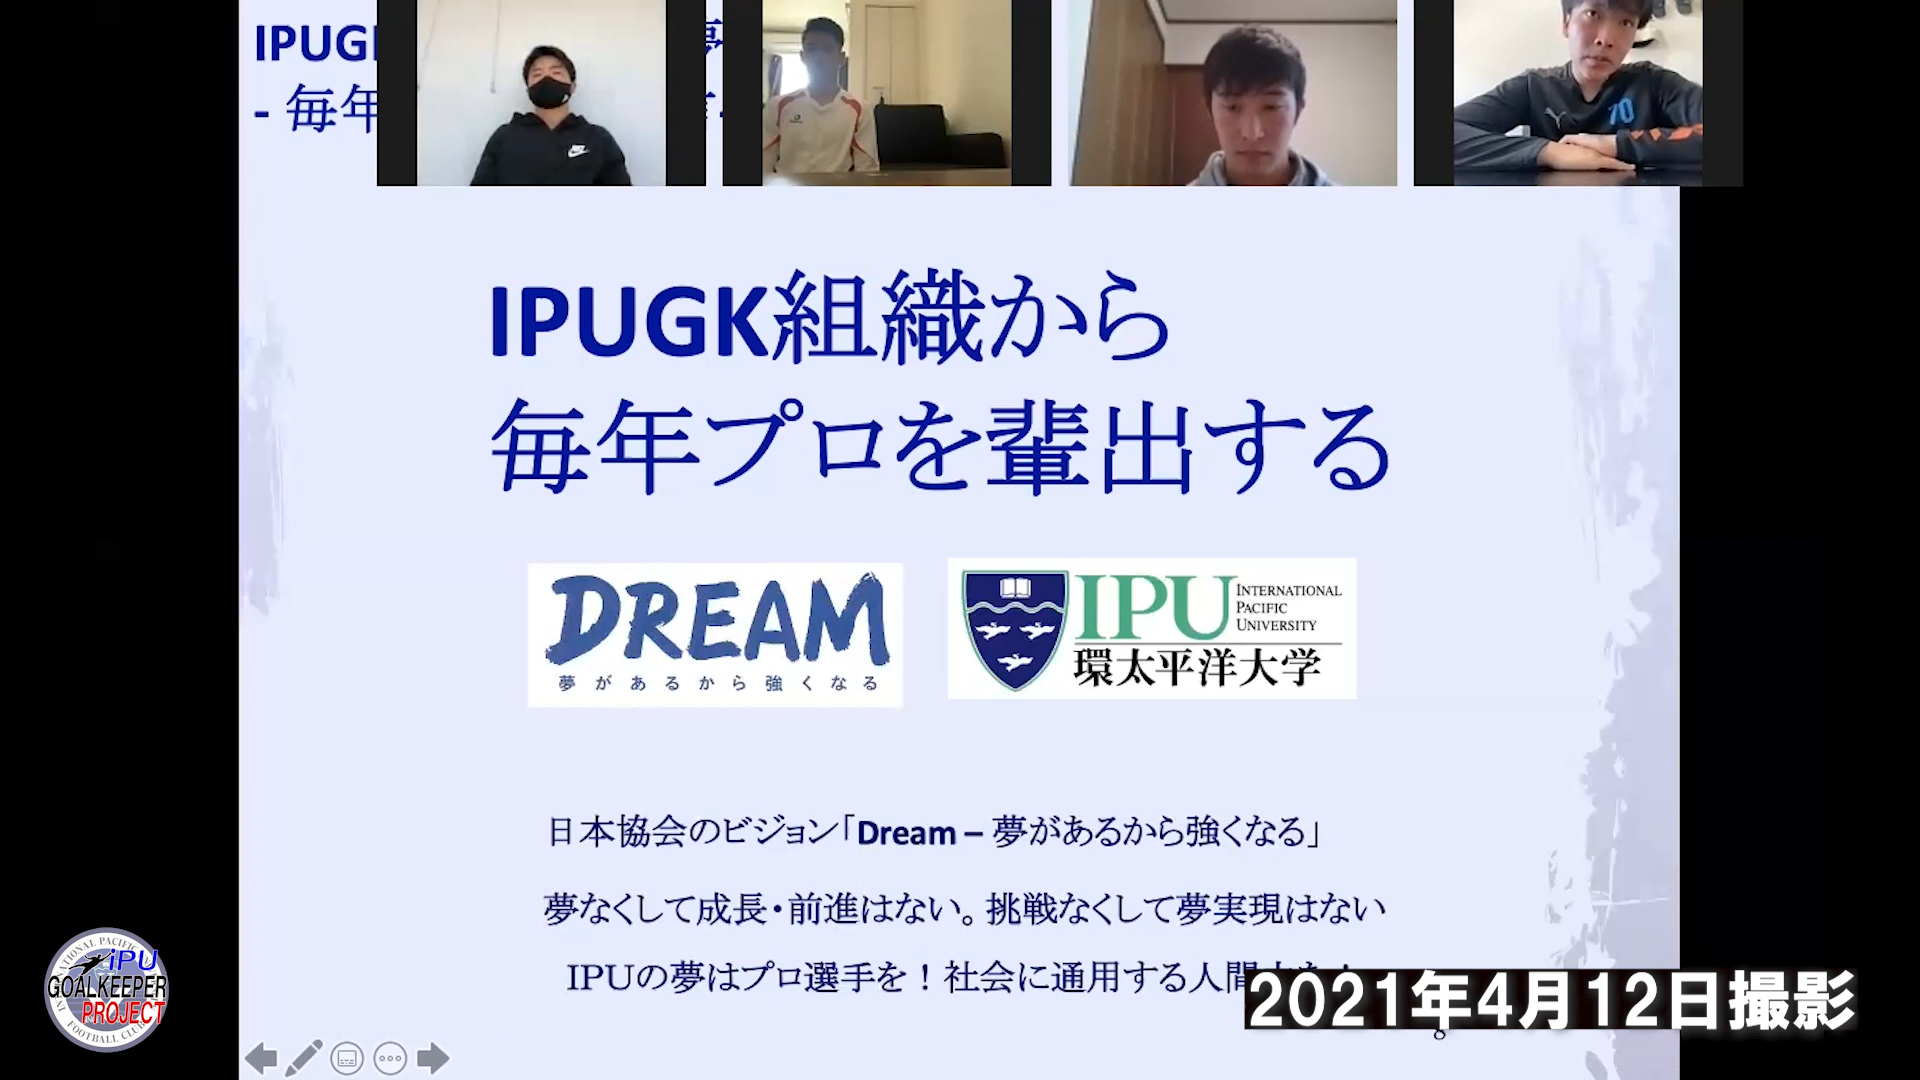 IPUG
- 毎年
70
IPUGK組織から
毎年プロを輩出する
DREAM
夢があるから強くなる
IPU
INTERNATIONAL
PACIFIC
UNIVERSITY
環太平洋大学
日本協会のビジョン「Dream – 夢があるから強くなる」
夢なくして成長・前進はない。挑戦なくして夢実現はない
IPUの夢はプロ選手を！社会に通用する人間
2021年4月12日撮影
8
iPU
GOALKEEPER
PROJECT
FOOTBALL CLUB